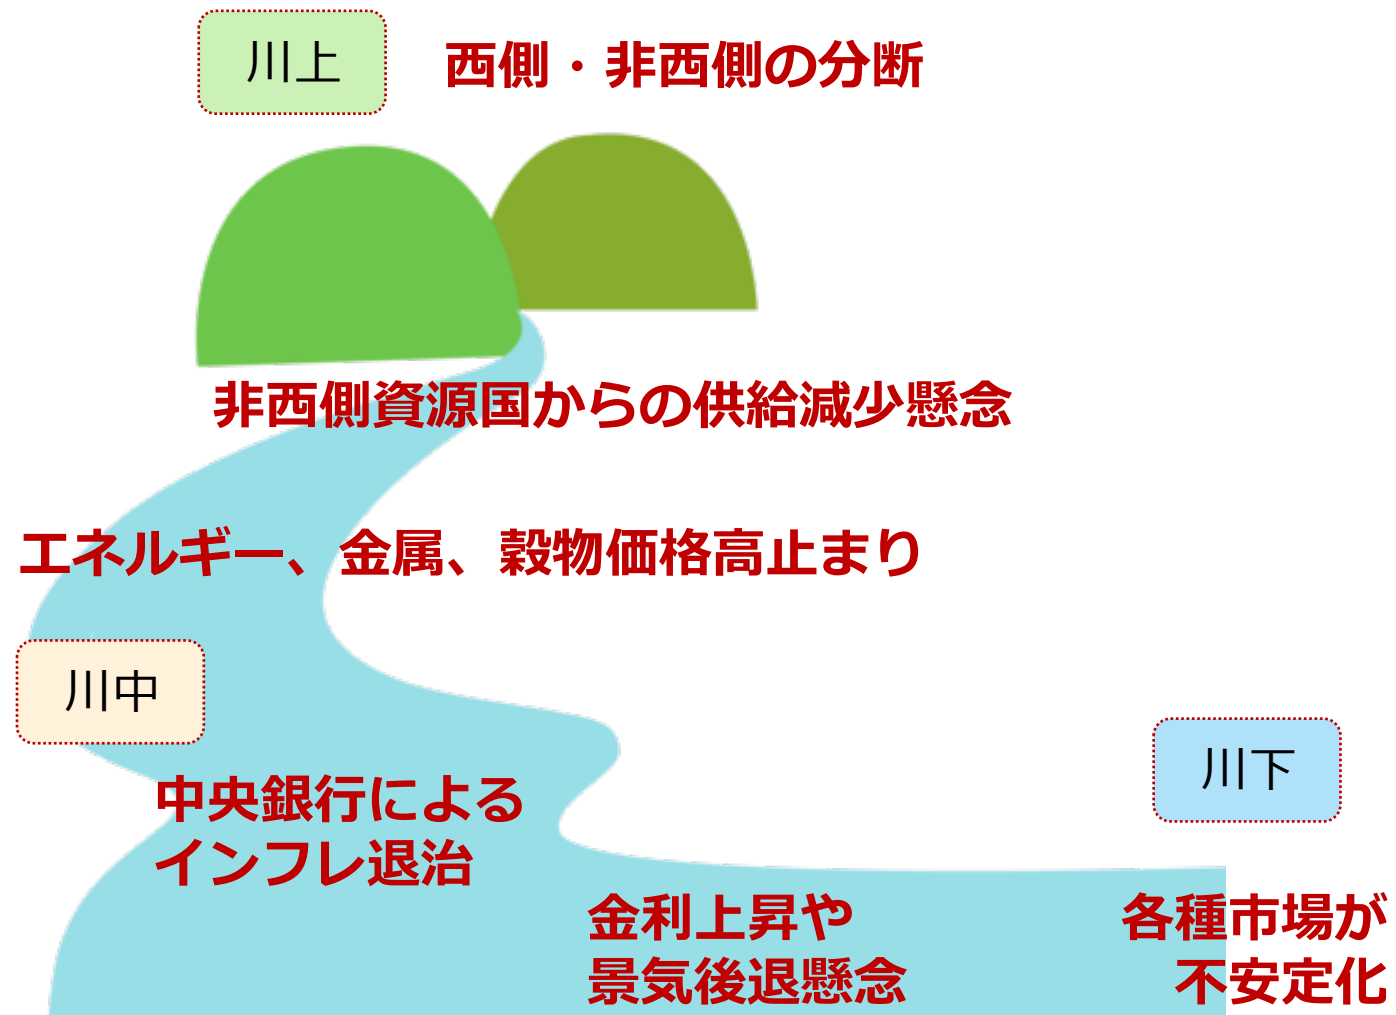 川上
西側・非西側の分断
非西側資源国からの供給減少懸念
エネルギー、金属、穀物価格高止まり
川中
川下
中央銀行による
インフレ退治
金利上昇や
景気後退懸念
各種市場が
不安定化